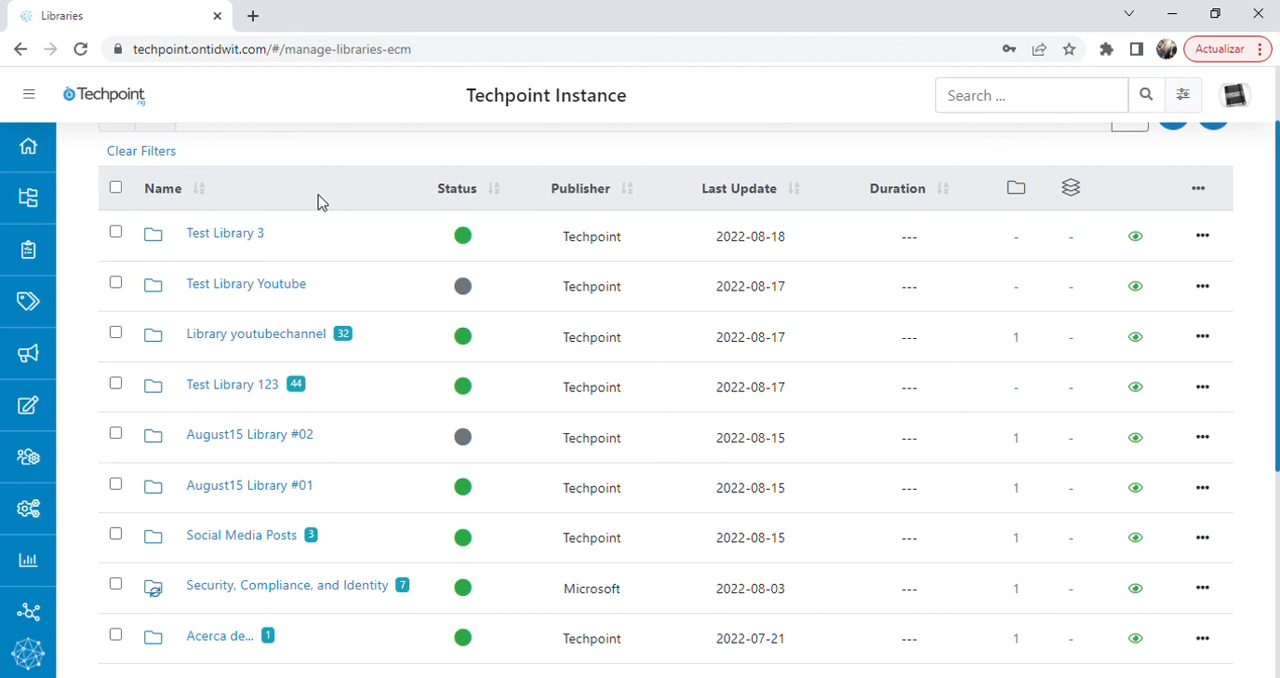 Libraries
techpoint.ontidwit.com/#/manage-libraries-ecm
Actualizar
Techpoint ng
Techpoint Instance
Search ...
Clear Filters
Name Status Publisher Last Update Duration
Test Library 3 Techpoint 2022-08-18 --- - -
Test Library Youtube Techpoint 2022-08-17 --- - -
Library youtubechannel 32 Techpoint 2022-08-17 --- 1 -
Test Library 123 44 Techpoint 2022-08-17 --- - -
August15 Library #02 Techpoint 2022-08-15 --- 1 -
August15 Library #01 Techpoint 2022-08-15 --- 1 -
Social Media Posts 3 Techpoint 2022-08-15 --- 1 -
Security, Compliance, and Identity 7 Microsoft 2022-08-03 --- 1 -
Acerca de... 1 Techpoint 2022-07-21 --- 1 -